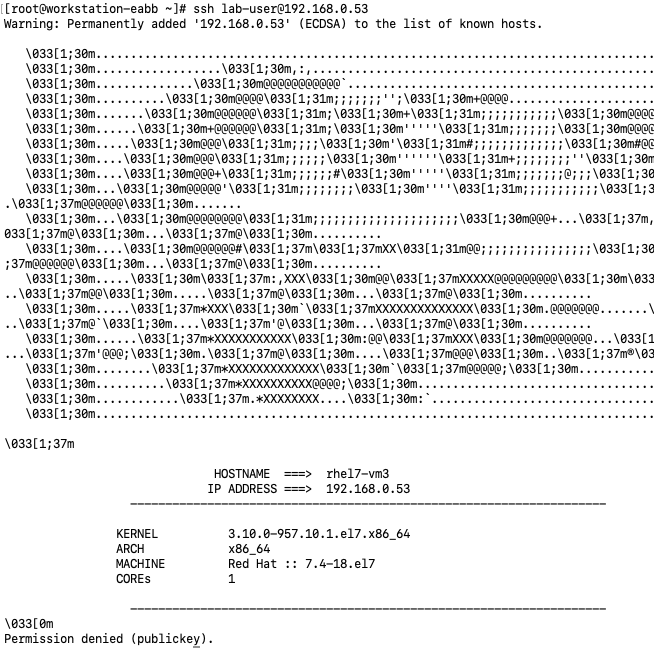 [[root@workstation-eabb ~]# ssh lab-user@192.168.0.53
Warning: Permanently added '192.168.0.53' (ECDSA) to the list of known hosts.
\033[1;30m................................................................................
\033[1;30m..................\033[1;30m,:,.................................................
\033[1;30m..............\033[1;30m@@@@@@@@@@@`.............................................
\033[1;30m..........\033[1;30m@@@@\033[1;31m;;;;;;;'';\033[1;30m+@@@@.....................
\033[1;30m.......\033[1;30m@@@@@@\033[1;31m;\033[1;30m+\033[1;31m;;;;;;;;;;;\033[1;30m@@@@
\033[1;30m......\033[1;30m+@@@@@@\033[1;31m;\033[1;30m'''''\033[1;31m;;;;;;;\033[1;30m@@@@
\033[1;30m.....\033[1;30m@@@\033[1;31m;;;;\033[1;30m'\033[1;31m#;;;;;;;;;;;;;\033[1;30m#@@
\033[1;30m....\033[1;30m@@@\033[1;31m;;;;;;\033[1;30m''''''\033[1;31m+;;;;;;;;''\033[1;30m
\033[1;30m....\033[1;30m@@@+\033[1;31m;;;;;;#\033[1;30m'''''\033[1;31m;;;;;;;@;;;\033[1;30
\033[1;30m...\033[1;30m@@@@@'\033[1;31m;;;;;;;;\033[1;30m''''\033[1;31m;;;;;;;;;;;\033[1;3
.\033[1;37m@@@@@@\033[1;30m.......
\033[1;30m...\033[1;30m@@@@@@@@\033[1;31m;;;;;;;;;;;;;;;;;;;;;\033[1;30m@@@+...\033[1;37m,
033[1;37m@\033[1;30m...\033[1;37m@\033[1;30m..........
\033[1;30m....\033[1;30m@@@@@@#\033[1;37m\033[1;37mXX\033[1;31m@@;;;;;;;;;;;;;;;;\033[1;30
;37m@@@@@@\033[1;30m...\033[1;37m@\033[1;30m..........
\033[1;30m.....\033[1;30m\033[1;37m:,XXX\033[1;30m@@\033[1;37mXXXXX@@@@@@@@@\033[1;30m\033
..\033[1;37m@@\033[1;30m.....\033[1;37m@\033[1;30m...\033[1;37m@\033[1;30m..........
\033[1;30m.....\033[1;37m*XXX\033[1;30m`\033[1;37mXXXXXXXXXXXXXX\033[1;30m.@@@@@@@.......\
..\033[1;37m@`\033[1;30m....\033[1;37m'@\033[1;30m...\033[1;37m@\033[1;30m..........
\033[1;30m......\033[1;37m*XXXXXXXXXXX\033[1;30m:@@\033[1;37mXXX\033[1;30m@@@@@@@...\033[1
...\033[1;37m'@@@;\033[1;30m.\033[1;37m@\033[1;30m....\033[1;37m@@@\033[1;30m..\033[1;37m®\03
\033[1;30m........\033[1;37m*XXXXXXXXXXXXX\033[1;30m`\033[1;37m@@@@@;\033[1;30m...........
\033[1;30m..........\033[1;37m*XXXXXXXXXX@@@@;\033[1;30m..................................
\033[1;30m............\033[1;37m.*XXXXXXXX....\033[1;30m:`................................
\033[1;30m................................................................................
\033[1;37m
HOSTNAME ===> rhel7-vm3
IP ADDRESS ===> 192.168.0.53
KERNEL 3.10.0-957.10.1.el7.x86_64
ARCH x86_64
MACHINE Red Hat :: 7.4-18.el7
COREs 1
\033[0m
Permission denied (publickey).